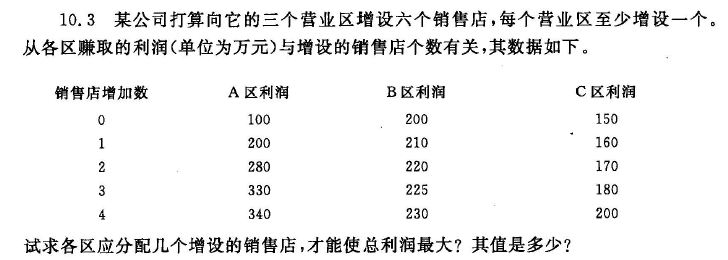 10.3 某公司打算向它的三个营业区增设六个销售店,每个营业区至少增设一个。
从各区赚取的利润(单位为万元)与增设的销售店个数有关,其数据如下。
销售店增加数 A区利润 B区利润 C区利润
0 100 200 150
1 200 210 160
2 280 220 170
3 330 225 180
4 340 230 200
试求各区应分配几个增设的销售店,才能使总利润最大?其值是多少?